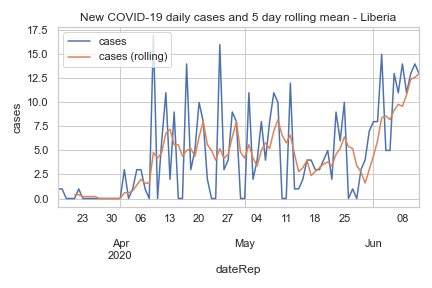 New COVID-19 daily cases and 5 day rolling mean - Liberia
17.5
15.0
12.5
10.0
7.5
5.0
2.5
0.0
cases
cases
cases (rolling)
23 30 06 13 20 27 04 11 18 25 08
Apr May Jun
2020
dateRep